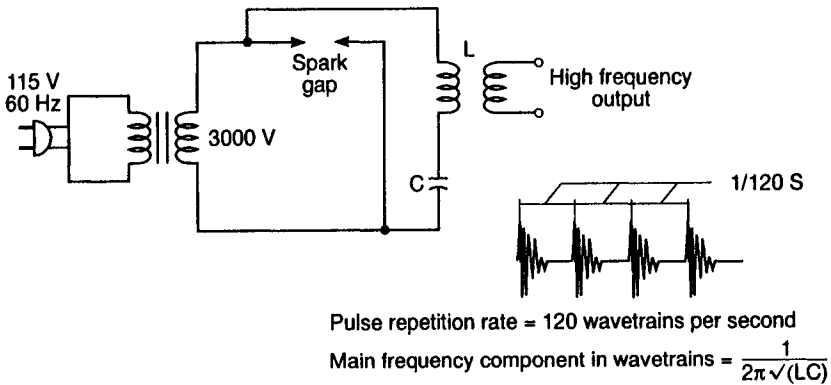 L
Spark
gap
115 V
60 Hz
High frequency
output
3000 V
C
1/120 S
Pulse repetition rate = 120 wavetrains per second
Main frequency component in wavetrains = 1 / 2π√(LC)